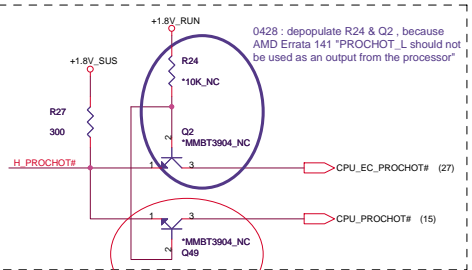 +1.8V_RUN
0428 : depopulate R24 & Q2 , because
AMD Errata 141 "PROCHOT_L should not
be used as an output from the processor"
+1.8V_SUS
R24
*10K_NC
R27
300
2
Q2
*MMBT3904_NC
H_PROCHOT#
1
3
CPU_EC_PROCHOT# (27)
1
3
CPU_PROCHOT# (15)
2
*MMBT3904_NC
Q49